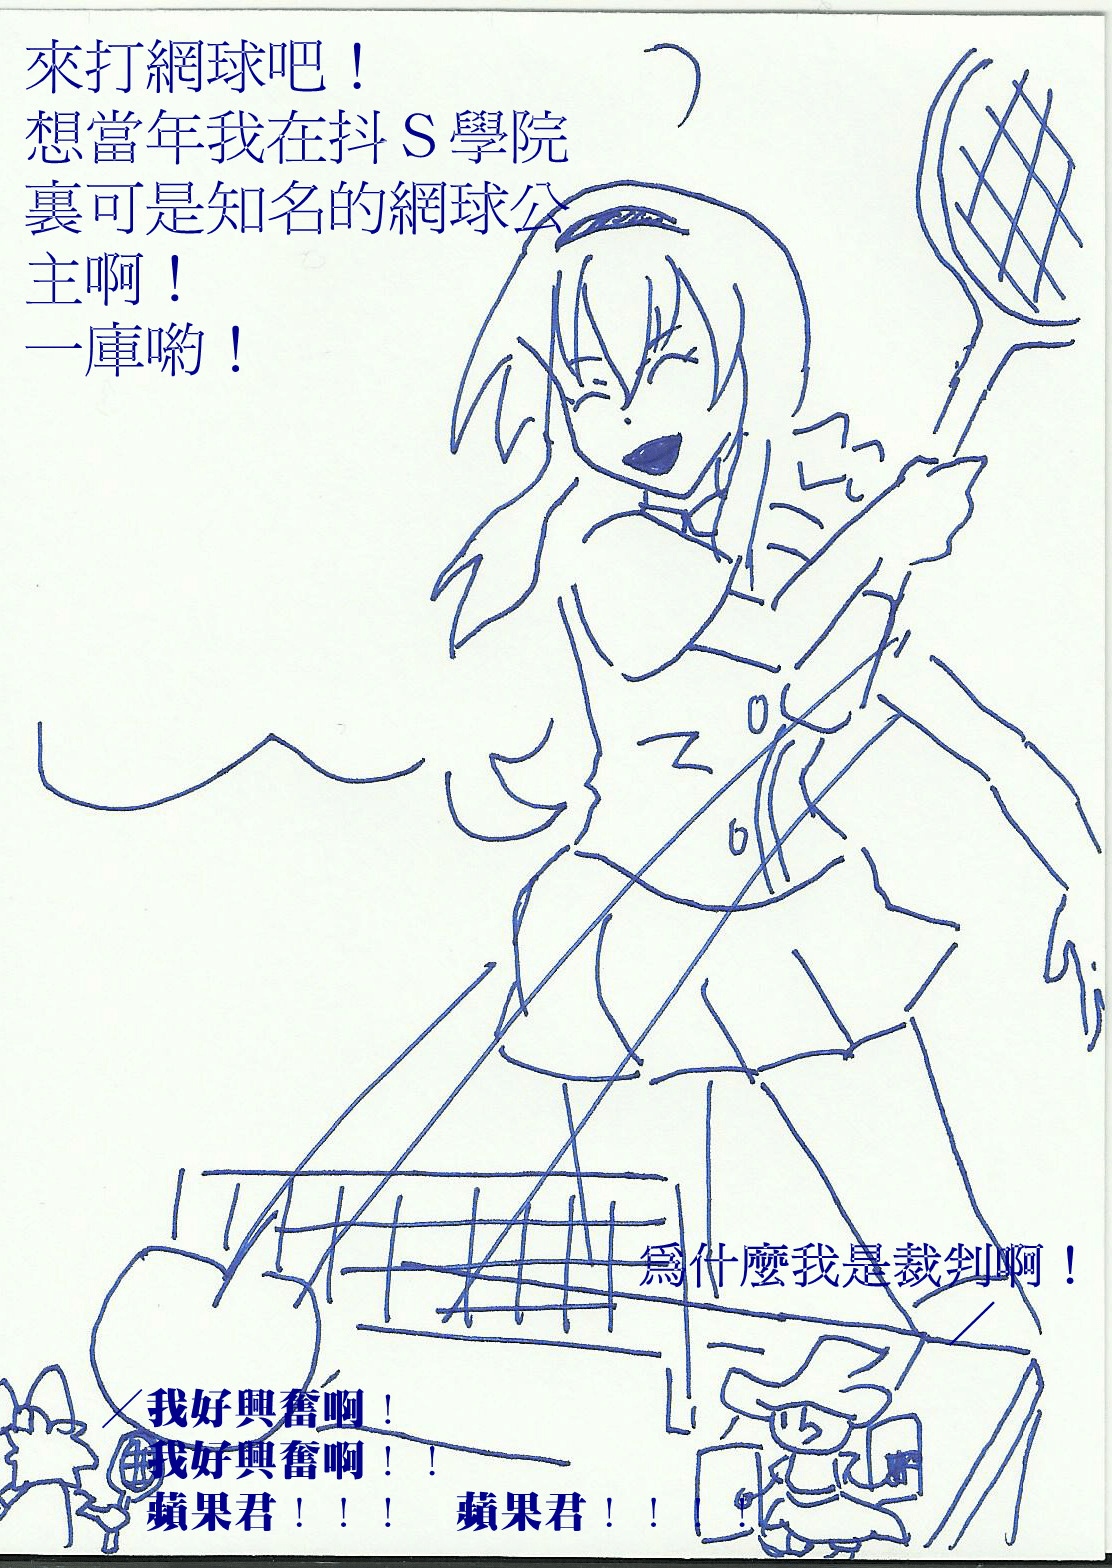 來打網球吧！
想當年我在抖Ｓ學院
裏可是知名的網球公
主啊！
一庫喲！
爲什麼我是裁判啊！
／我好興奮啊！
我好興奮啊！！
蘋果君！！！　蘋果君！！！！